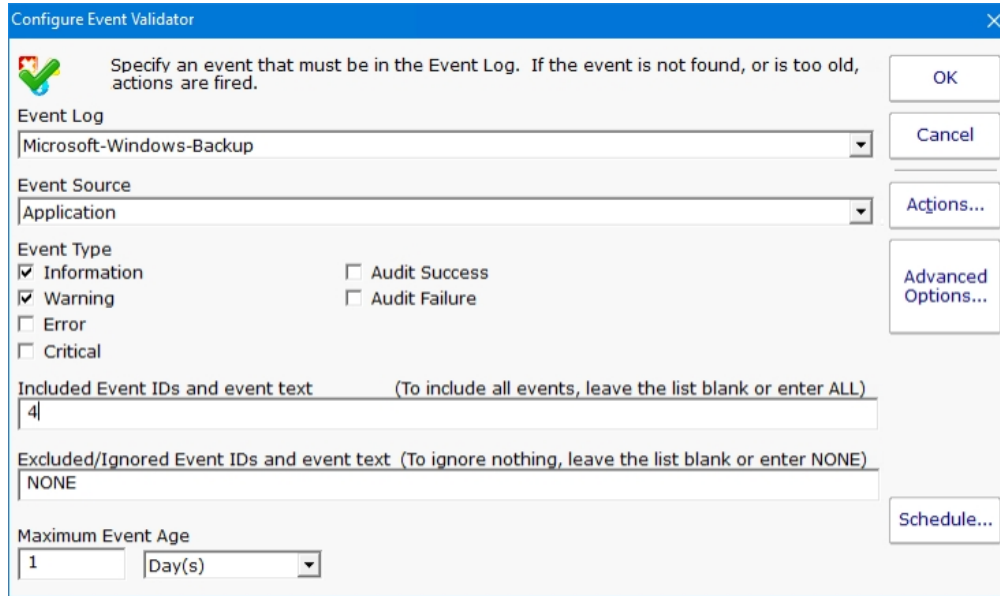 Configure Event Validator
Specify an event that must be in the Event Log. If the event is not found, or is too old,
actions are fired.
OK
Event Log
Microsoft-Windows-Backup
Cancel
Event Source
Application
Actions...
Event Type
Information
Audit Success
Warning
Audit Failure
Error
Critical
Advanced
Options...
Included Event IDs and event text (To include all events, leave the list blank or enter ALL)
4
Excluded/Ignored Event IDs and event text (To ignore nothing, leave the list blank or enter NONE)
NONE
Schedule...
Maximum Event Age
1
Day(s)